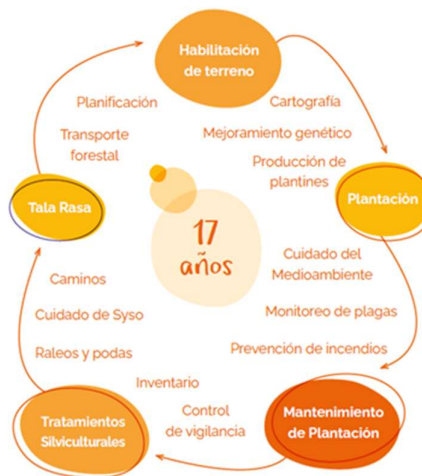 Habilitación
de terreno
Planificación
Cartografía
Transporte
forestal
Mejoramiento genético
Producción de
plantines
Tala Rasa
Plantación
17
años
Cuidado del
Medioambiente
Caminos
Monitoreo de plagas
Cuidado de Syso
Prevención de incendios
Raleos y podas
Inventario
Control
de vigilancia
Tratamientos
Silviculturales
Mantenimiento
de Plantación